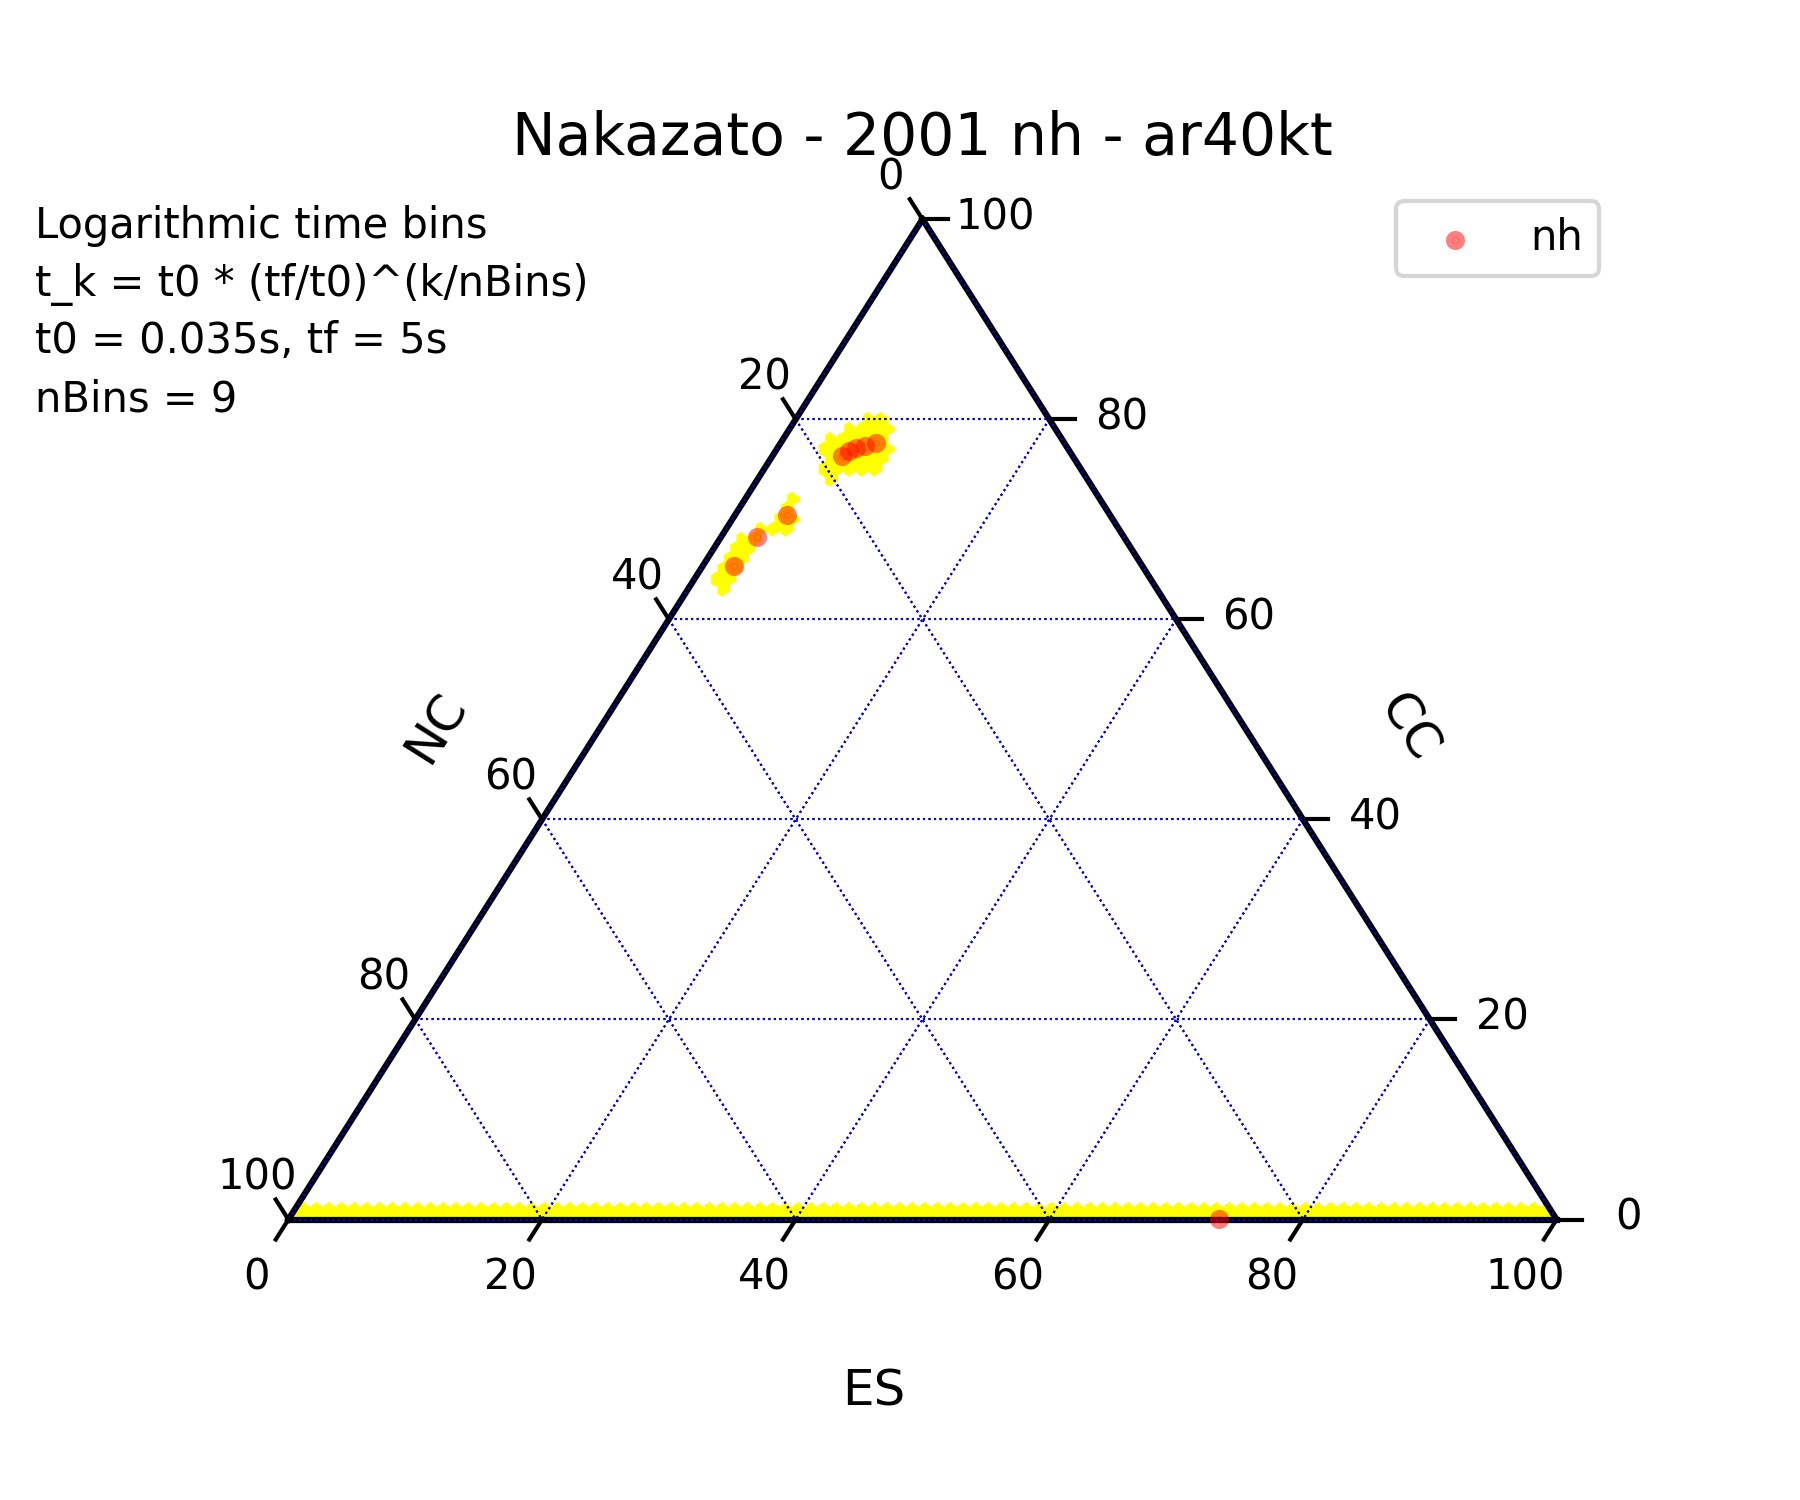 Nakazato - 2001 nh - ar40kt
Logarithmic time bins
t_k = t0 * (tf/t0)^(k/nBins)
t0 = 0.035s, tf = 5s
nBins = 9
nh
0
100
20
80
40
60
NC
CC
60
40
80
20
100
0
0
20
40
60
80
100
ES